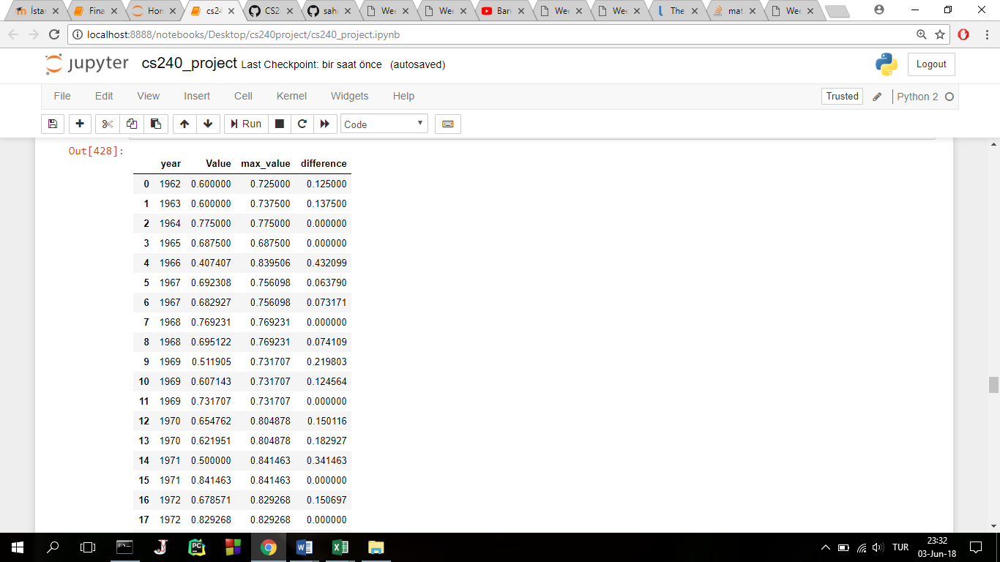 İstar
Fina
Hon
cs24
CS2
sahi
Wee
Wee
Barı
Wee
Wee
The
mat
Wee
localhost:8888/notebooks/Desktop/cs240project/cs240_project.ipynb
jupyter cs240_project Last Checkpoint: bir saat önce (autosaved) Logout
File Edit View Insert Cell Kernel Widgets Help Trusted Python 2
Run Code
Out[428]:
year Value max_value difference
0 1962 0.600000 0.725000 0.125000
1 1963 0.600000 0.737500 0.137500
2 1964 0.775000 0.775000 0.000000
3 1965 0.687500 0.687500 0.000000
4 1966 0.407407 0.839506 0.432099
5 1967 0.692308 0.756098 0.063790
6 1967 0.682927 0.756098 0.073171
7 1968 0.769231 0.769231 0.000000
8 1968 0.695122 0.769231 0.074109
9 1969 0.511905 0.731707 0.219803
10 1969 0.607143 0.731707 0.124564
11 1969 0.731707 0.731707 0.000000
12 1970 0.654762 0.804878 0.150116
13 1970 0.621951 0.804878 0.182927
14 1971 0.500000 0.841463 0.341463
15 1971 0.841463 0.841463 0.000000
16 1972 0.678571 0.829268 0.150697
17 1972 0.829268 0.829268 0.000000
TUR
23:32
03-Jun-18